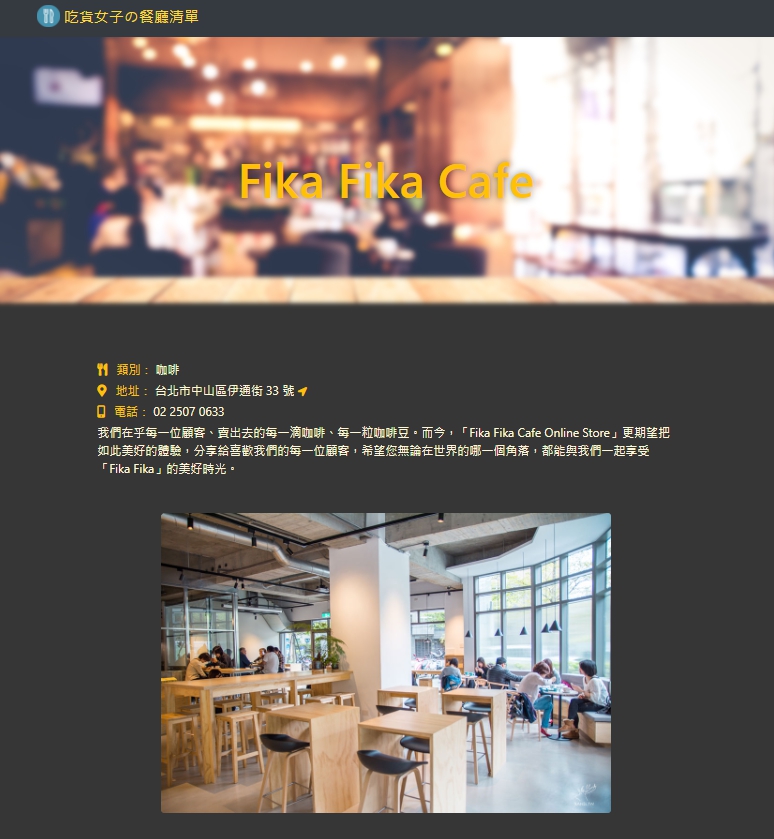 吃貨女子の餐廳清單
Fika Fika Cafe
類別： 咖啡
地址： 台北市中山區伊通街 33 號
電話： 02 2507 0633
我們在乎每一位顧客、賣出去的每一滴咖啡、每一粒咖啡豆。而今，「Fika Fika Cafe Online Store」更期望把
如此美好的體驗，分享給喜歡我們的每一位顧客，希望您無論在世界的哪一個角落，都能與我們一起享受
「Fika Fika」的美好時光。